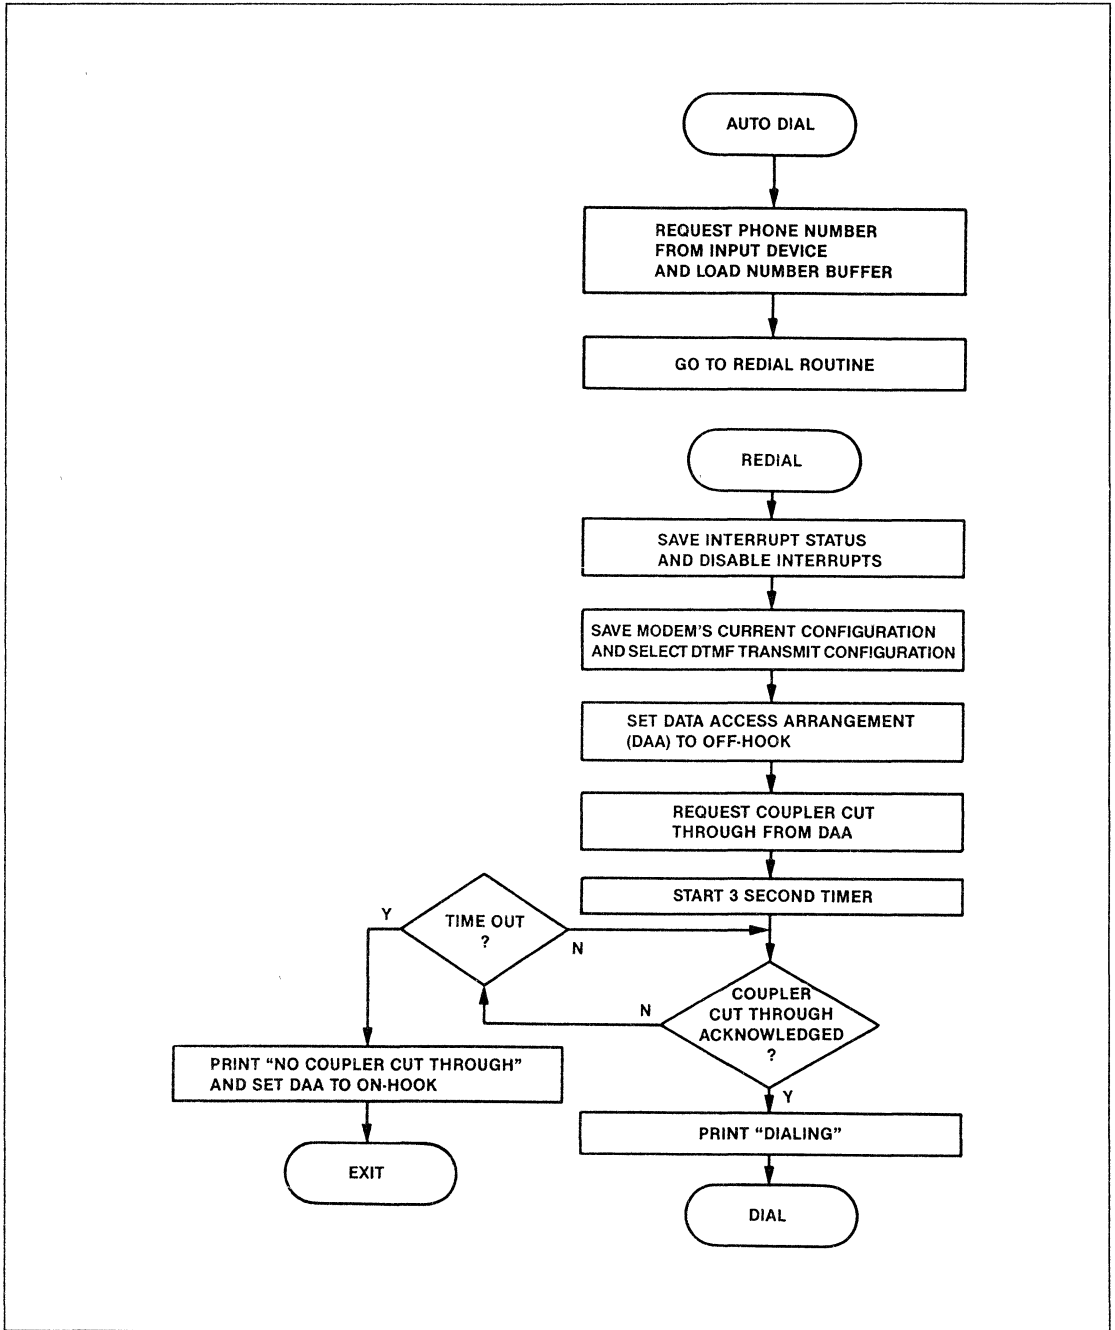 AUTO DIAL
REQUEST PHONE NUMBER
FROM INPUT DEVICE
AND LOAD NUMBER BUFFER
GO TO REDIAL ROUTINE
REDIAL
SAVE INTERRUPT STATUS
AND DISABLE INTERRUPTS
SAVE MODEM'S CURRENT CONFIGURATION
AND SELECT DTMF TRANSMIT CONFIGURATION
SET DATA ACCESS ARRANGEMENT
(DAA) TO OFF-HOOK
REQUEST COUPLER CUT
THROUGH FROM DAA
START 3 SECOND TIMER
Y
TIME OUT
?
N
N
COUPLER
CUT THROUGH
ACKNOWLEDGED
?
Y
PRINT “NO COUPLER CUT THROUGH”
AND SET DAA TO ON-HOOK
EXIT
PRINT “DIALING”
DIAL